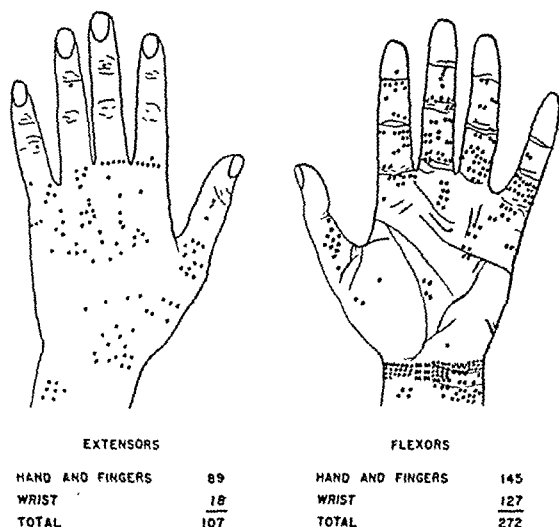 EXTENSORS
HAND AND FINGERS 89
WRIST 18
TOTAL 107
FLEXORS
HAND AND FINGERS 145
WRIST 127
TOTAL 272